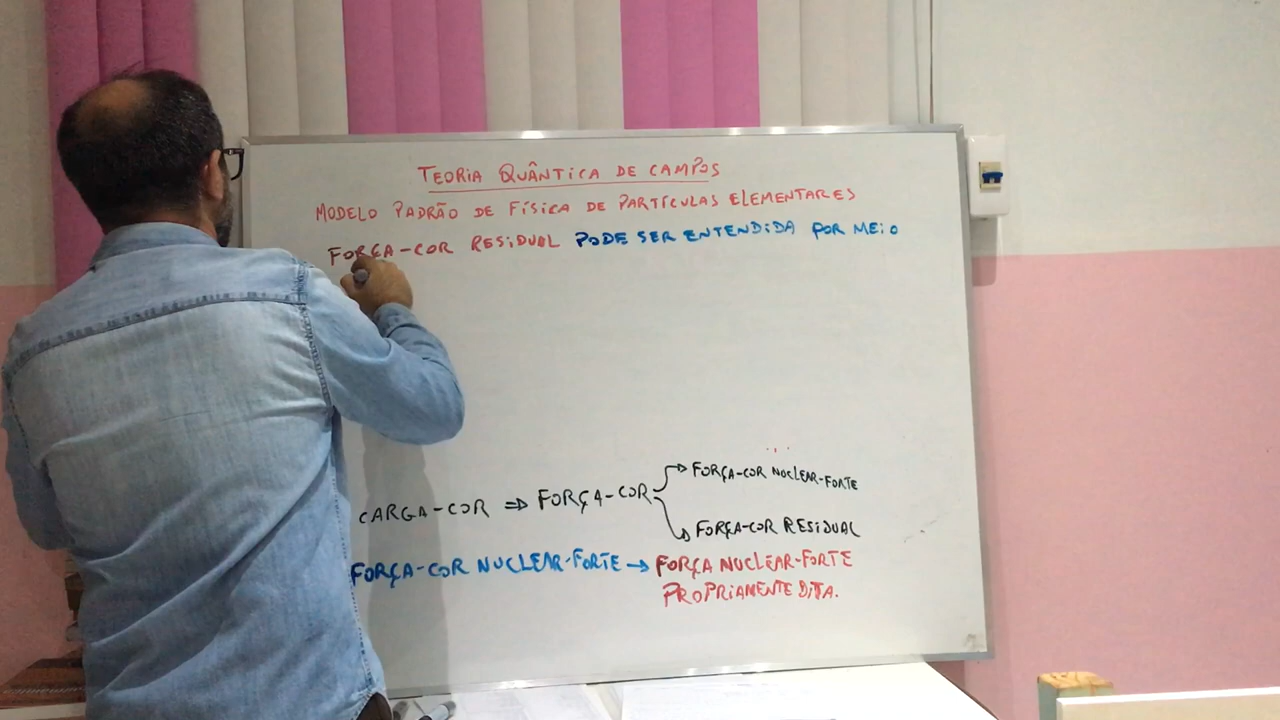 TEORIA QUÂNTICA DE CAMPOS
MODELO PADRÃO DE FÍSICA DE PARTÍCULAS ELEMENTARES
FORÇA-COR RESIDUAL PODE SER ENTENDIDA POR MEIO
CARGA-COR ⇒ FORÇA-COR
FORÇA-COR NUCLEAR-FORTE
FORÇA-COR RESIDUAL
FORÇA-COR NUCLEAR-FORTE → FORÇA NUCLEAR-FORTE
PROPRIAMENTE DITA.